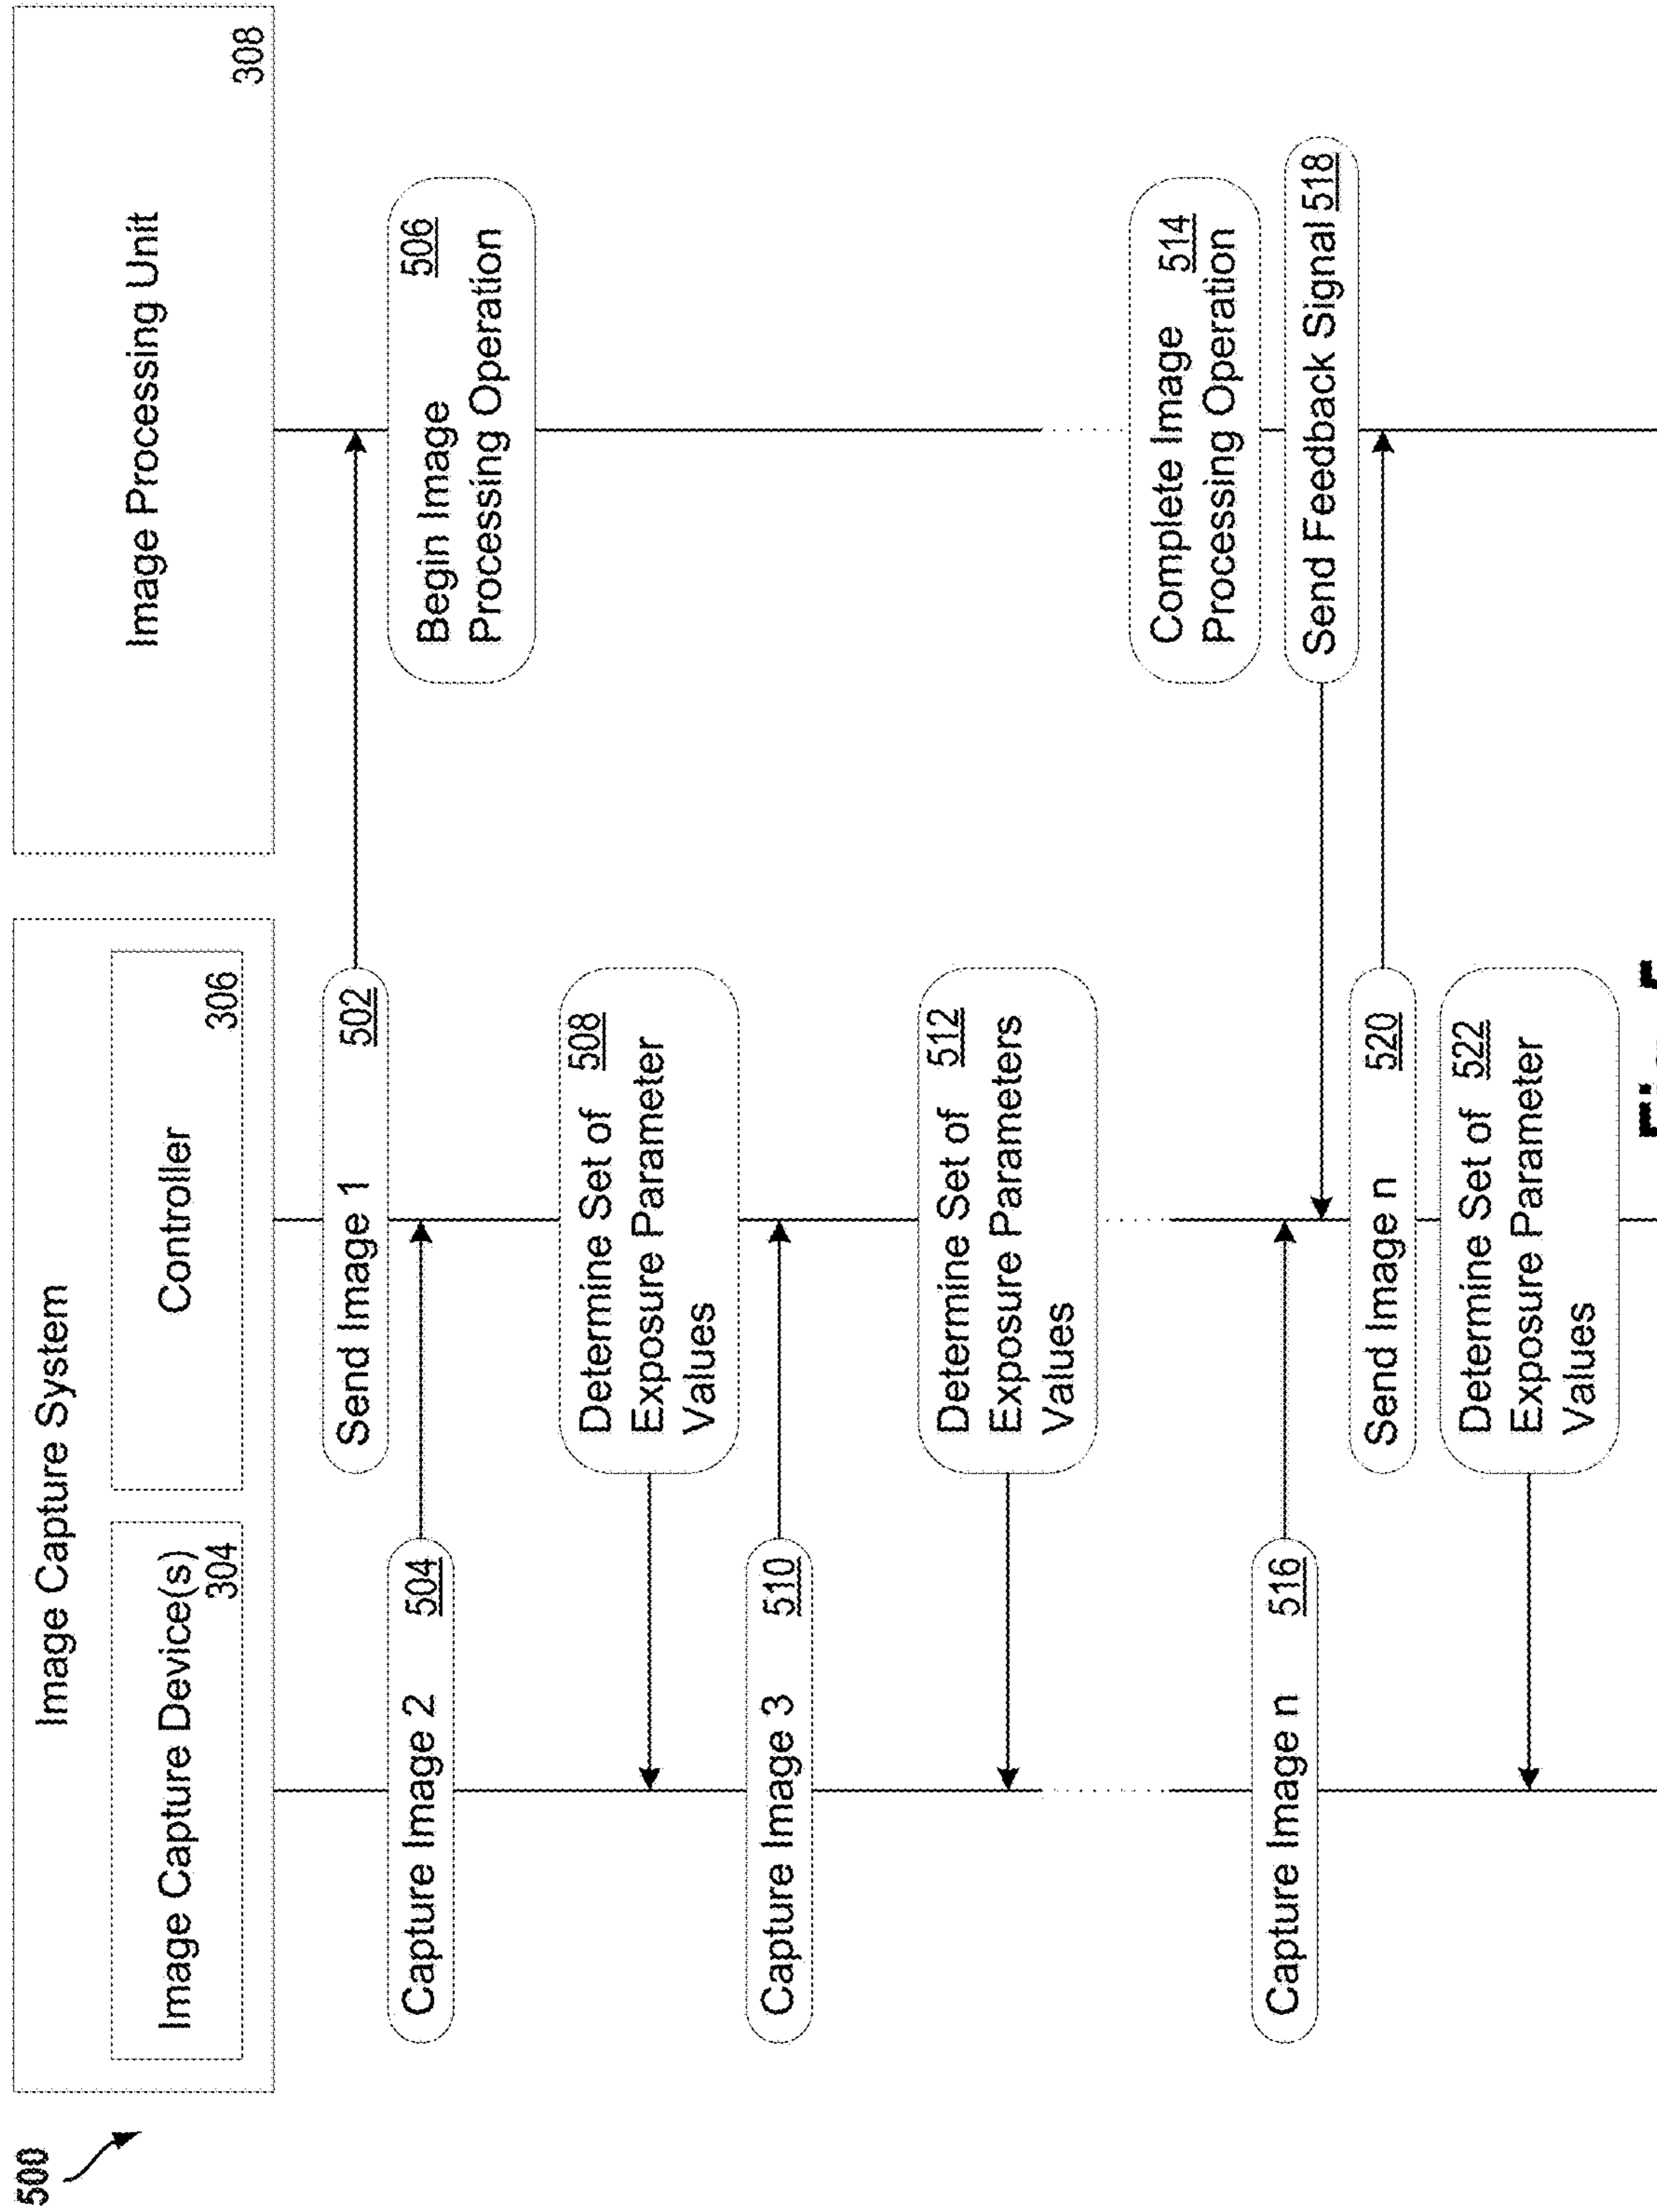 500
Image Capture System
Image Capture Device(s)
304
Controller
306
Image Processing Unit
308
Send Image 1 502
Capture Image 2 504
Begin Image 506
Processing Operation
Determine Set of 508
Exposure Parameter
Values
Capture Image 3 510
Determine Set of 512
Exposure Parameters
Values
Complete Image 514
Processing Operation
Capture Image n 516
Send Feedback Signal 518
Send Image n 520
Determine Set of 522
Exposure Parameter
Values